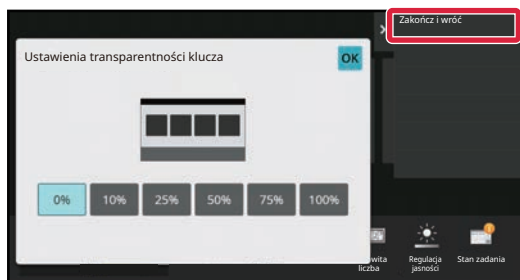 Zakończ i wróć
Ustawienia transparentności klucza
OK
0% 10% 25% 50% 75% 100%
liczba
Regulacja
jasności
Stan zadania